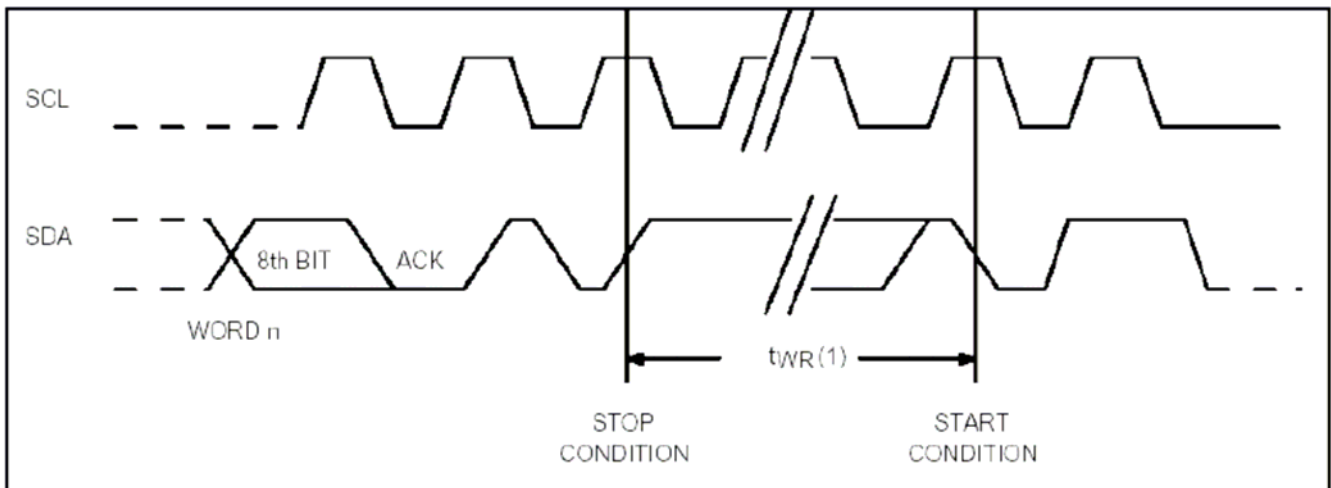 SCL
SDA
8th BIT
ACK
WORD n
tWR(1)
STOP
CONDITION
START
CONDITION